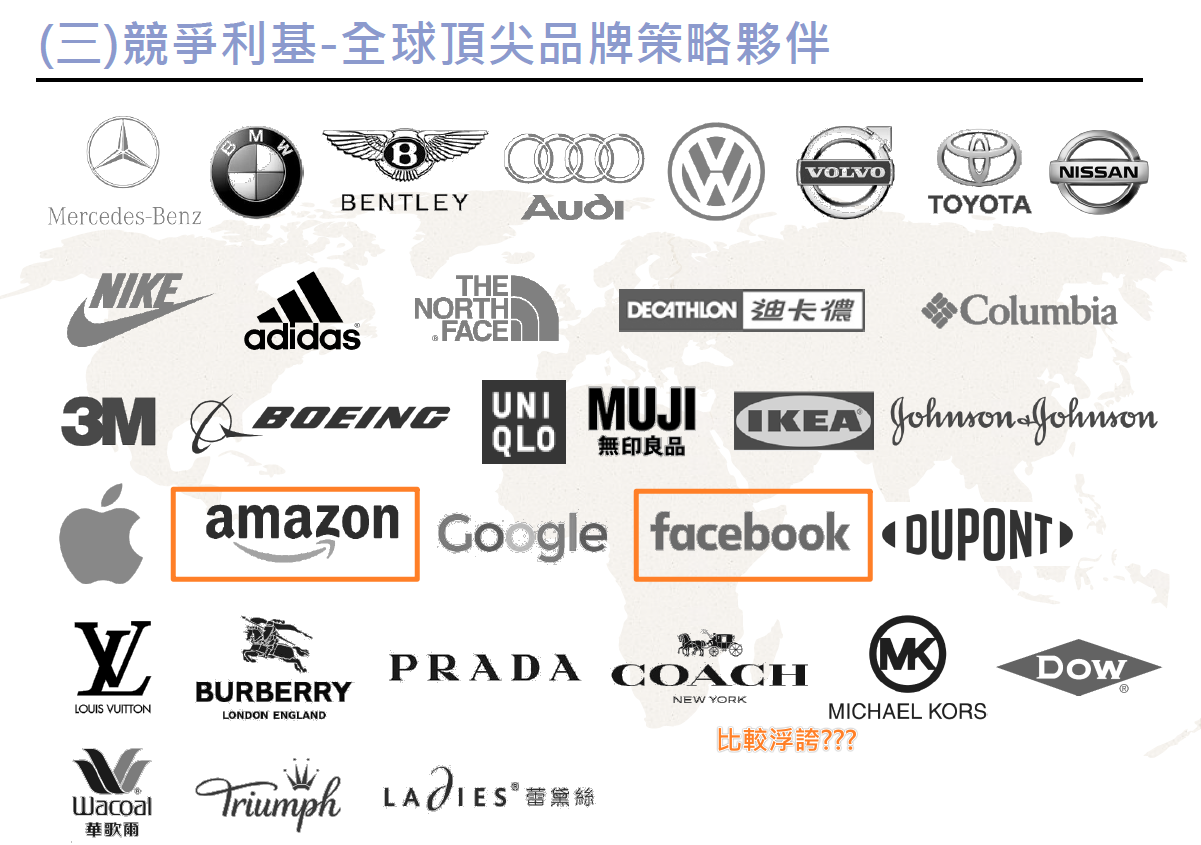 (三)競爭利基-全球頂尖品牌策略夥伴
Mercedes-Benz
BMW
B
BENTLEY
Audi
VOLVO
TOYOTA
NISSAN
NIKE
adidas®
THE
NORTH
®FACE
DECATHLON 迪卡儂
Columbia
3M
BOEING
UNI
QLO
MUJI
無印良品
IKEA®
Johnson & Johnson
amazon
Google
facebook
DUPONT
LV
LOUIS VUITTON
BURBERRY
LONDON ENGLAND
PRADA
COACH
NEW YORK
MK
MICHAEL KORS
DOW
®
比較浮誇???
Wacoal
華歌爾
Triumph
LADIES® 蕾黛絲